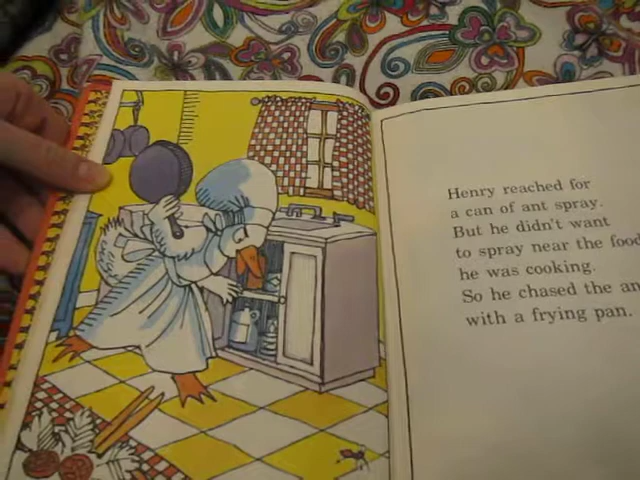 Henry reached for
a can of ant spray.
But he didn't want
to spray near the food
he was cooking.
So he chased the
with a frying pan.